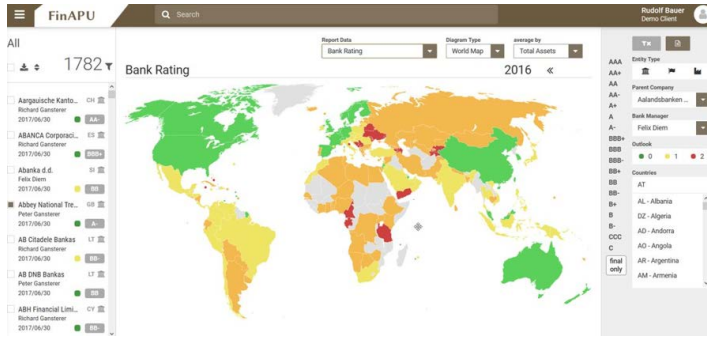 FinAPU
Search
Rudolf Bauer
Demo Client
All
1782
Aargauische Kanto... CH
Richard Gansterer
2017/06/30 AA-
ABANCA Corporaci... ES
Richard Gansterer
2017/06/30 BBB+
Abanka d.d. SI
Felix Diem
2017/06/30 BB
Abbey National Tre... GB
Peter Gansterer
2017/06/30 A-
AB Citadele Bankas LT
Richard Gansterer
2017/06/30 BB-
AB DNB Bankas LT
Peter Gansterer
2017/06/30 BB
ABH Financial Limi... CY
Richard Gansterer
2017/06/30 BB-
Report Data
Bank Rating
Diagram Type
World Map
average by
Total Assets
Bank Rating
2016 «
AAA
AA+
AA
AA-
A+
A
A-
BBB+
BBB
BBB-
BB+
BB
BB-
B+
B
B-
CCC
C
final only
Entity Type
Parent Company
Aalandsbanken ...
Bank Manager
Felix Diem
Outlook
0 1 2
Countries
AT
AL - Albania
DZ - Algeria
AD - Andorra
AO - Angola
AR - Argentina
AM - Armenia